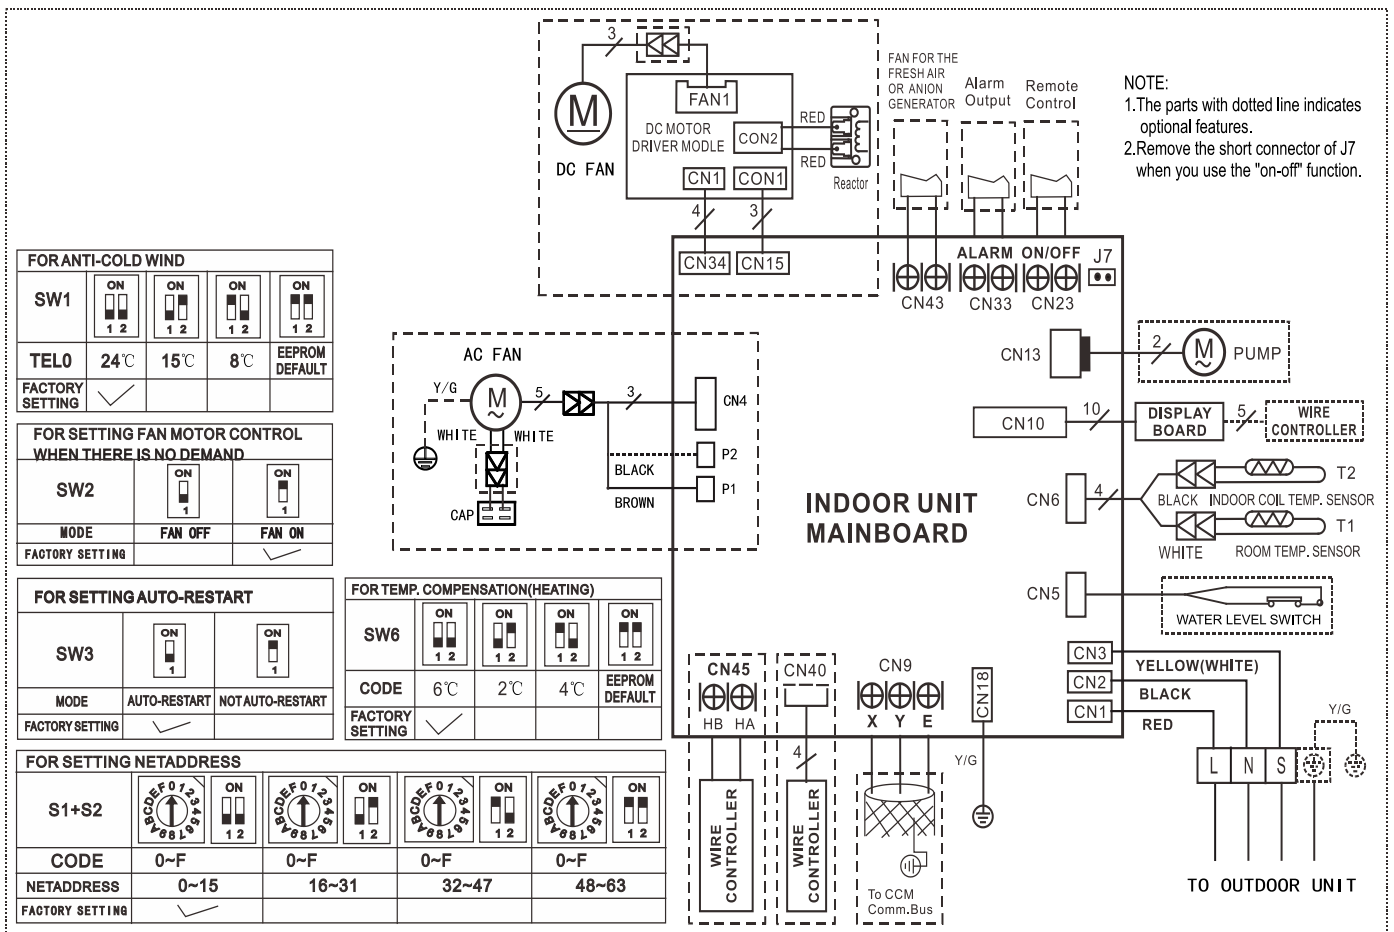 3
M
DC FAN
FAN1
DC MOTOR
DRIVER MODLE
CON2
RED
RED
Reactor
CN1
CON1
4
3
CN34
CN15
FAN FOR THE
FRESH AIR
OR ANION
GENERATOR
Alarm
Output
Remote
Control
NOTE:
1.The parts with dotted line indicates
optional features.
2.Remove the short connector of J7
when you use the "on-off" function.
ALARM
ON/OFF
J7
CN43
CN33
CN23
FOR ANTI-COLD WIND
SW1
ON
1 2
ON
1 2
ON
1 2
ON
1 2
TEL0
24℃
15℃
8℃
EEPROM
DEFAULT
FACTORY
SETTING
FOR SETTING FAN MOTOR CONTROL
WHEN THERE IS NO DEMAND
SW2
ON
1
ON
1
MODE
FAN OFF
FAN ON
FACTORY SETTING
FOR SETTING AUTO-RESTART
SW3
ON
1
ON
1
MODE
AUTO-RESTART
NOT AUTO-RESTART
FACTORY SETTING
FOR TEMP. COMPENSATION(HEATING)
SW6
ON
1 2
ON
1 2
ON
1 2
ON
1 2
CODE
6℃
2℃
4℃
EEPROM
DEFAULT
FACTORY
SETTING
FOR SETTING NETADDRESS
S1+S2
0123456789ABCDEF
ON
1 2
0123456789ABCDEF
ON
1 2
0123456789ABCDEF
ON
1 2
0123456789ABCDEF
ON
1 2
CODE
0~F
0~F
0~F
0~F
NETADDRESS
0~15
16~31
32~47
48~63
FACTORY SETTING
AC FAN
Y/G
M
~
5
3
CN4
WHITE
WHITE
P2
BLACK
P1
BROWN
CAP
INDOOR UNIT
MAINBOARD
CN13
2
M
~
PUMP
CN10
10
DISPLAY
BOARD
5
WIRE
CONTROLLER
CN6
4
T2
BLACK
INDOOR COIL TEMP. SENSOR
T1
WHITE
ROOM TEMP. SENSOR
CN5
WATER LEVEL SWITCH
CN3
YELLOW(WHITE)
CN2
BLACK
CN1
RED
Y/G
L
N
S
TO OUTDOOR UNIT
CN45
HB
HA
WIRE
CONTROLLER
CN40
4
WIRE
CONTROLLER
CN9
X
Y
E
To CCM
Comm.Bus
CN18
Y/G